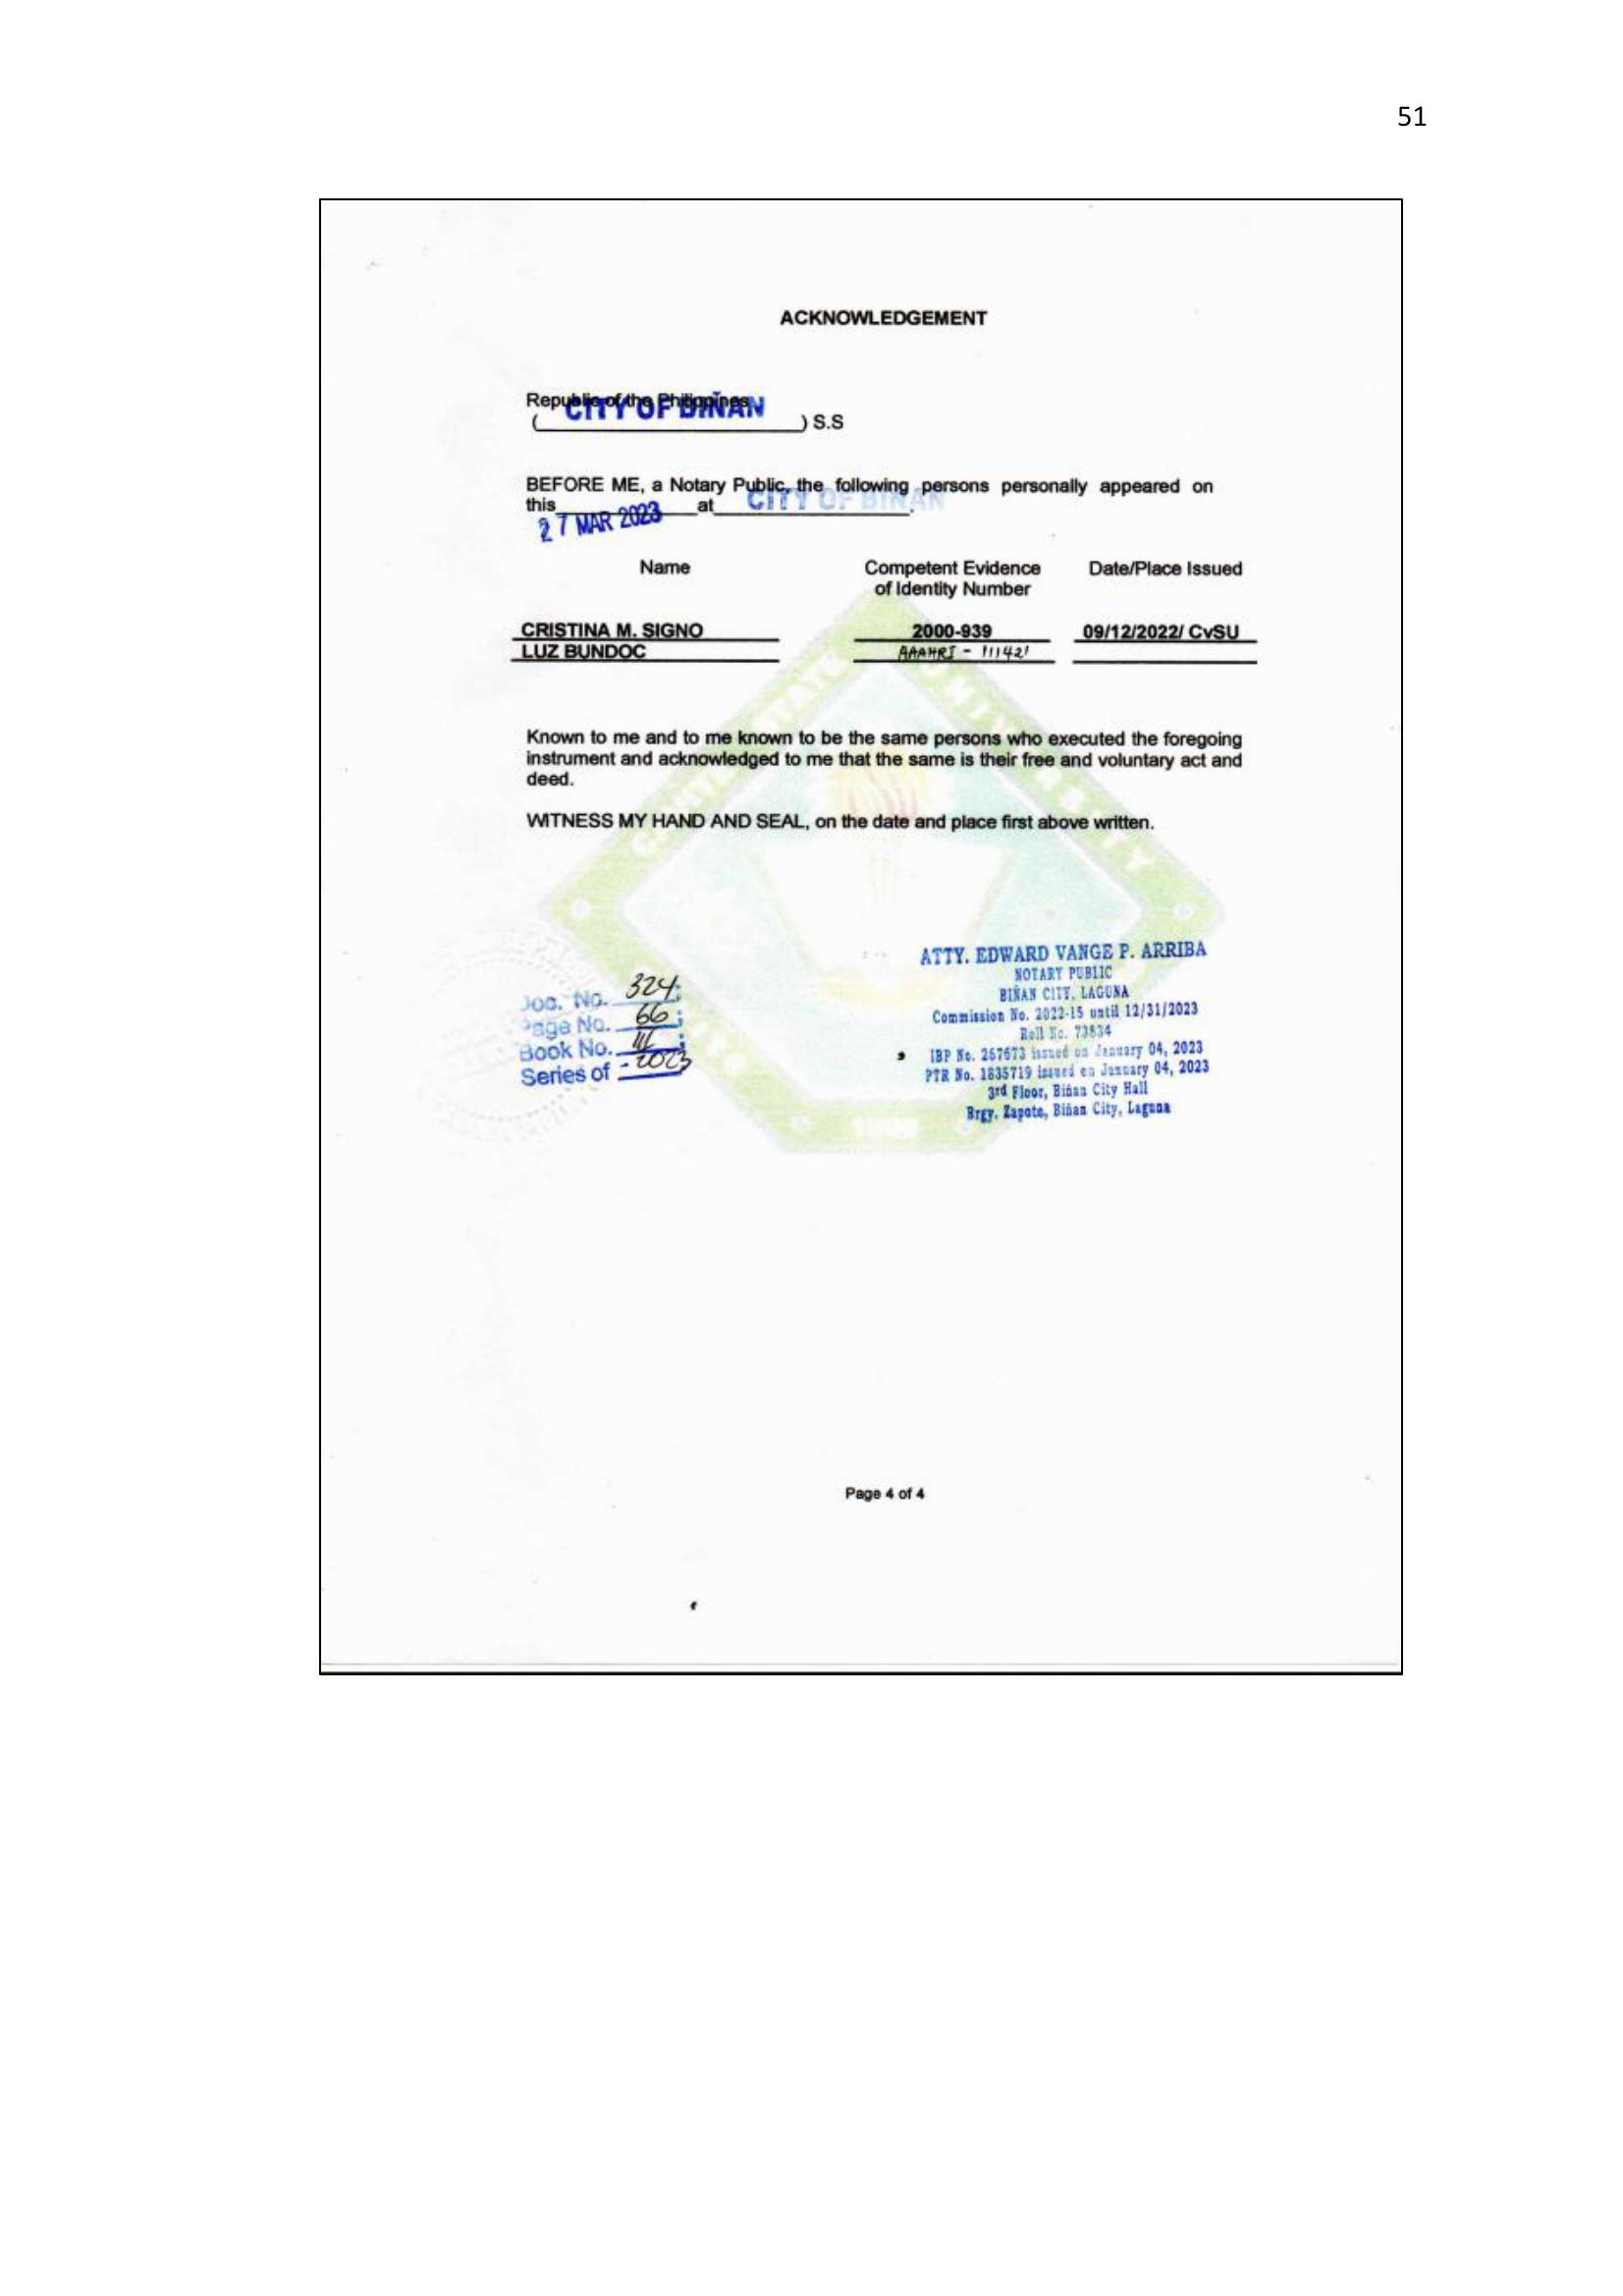 51
ACKNOWLEDGEMENT
Republic of the Philippines
CITY OF BIÑAN
( ) S.S
BEFORE ME, a Notary Public, the following persons personally appeared on
this 27 MAR 2023 at CITY OF BIÑAN.
Name Competent Evidence of Identity Number Date/Place Issued
CRISTINA M. SIGNO 2000-939 09/12/2022/ CvSU
LUZ BUNDOC
Known to me and to me known to be the same persons who executed the foregoing
instrument and acknowledged to me that the same is their free and voluntary act and
deed.
WITNESS MY HAND AND SEAL, on the date and place first above written.
ATTY. EDWARD VANGE P. ARRIBA
NOTARY PUBLIC
BIÑAN CITY, LAGUNA
Commission No. 2022-15 until 12/31/2023
Roll No. 73834
IBP No. 267673 issued on January 04, 2023
PTR No. 1835719 issued on January 04, 2023
3rd Floor, Biñan City Hall
Brgy. Zapote, Biñan City, Laguna
Doc. No. 324;
Page No. 66;
Book No. III;
Series of - 2023
CAVITE STATE UNIVERSITY
Page 4 of 4